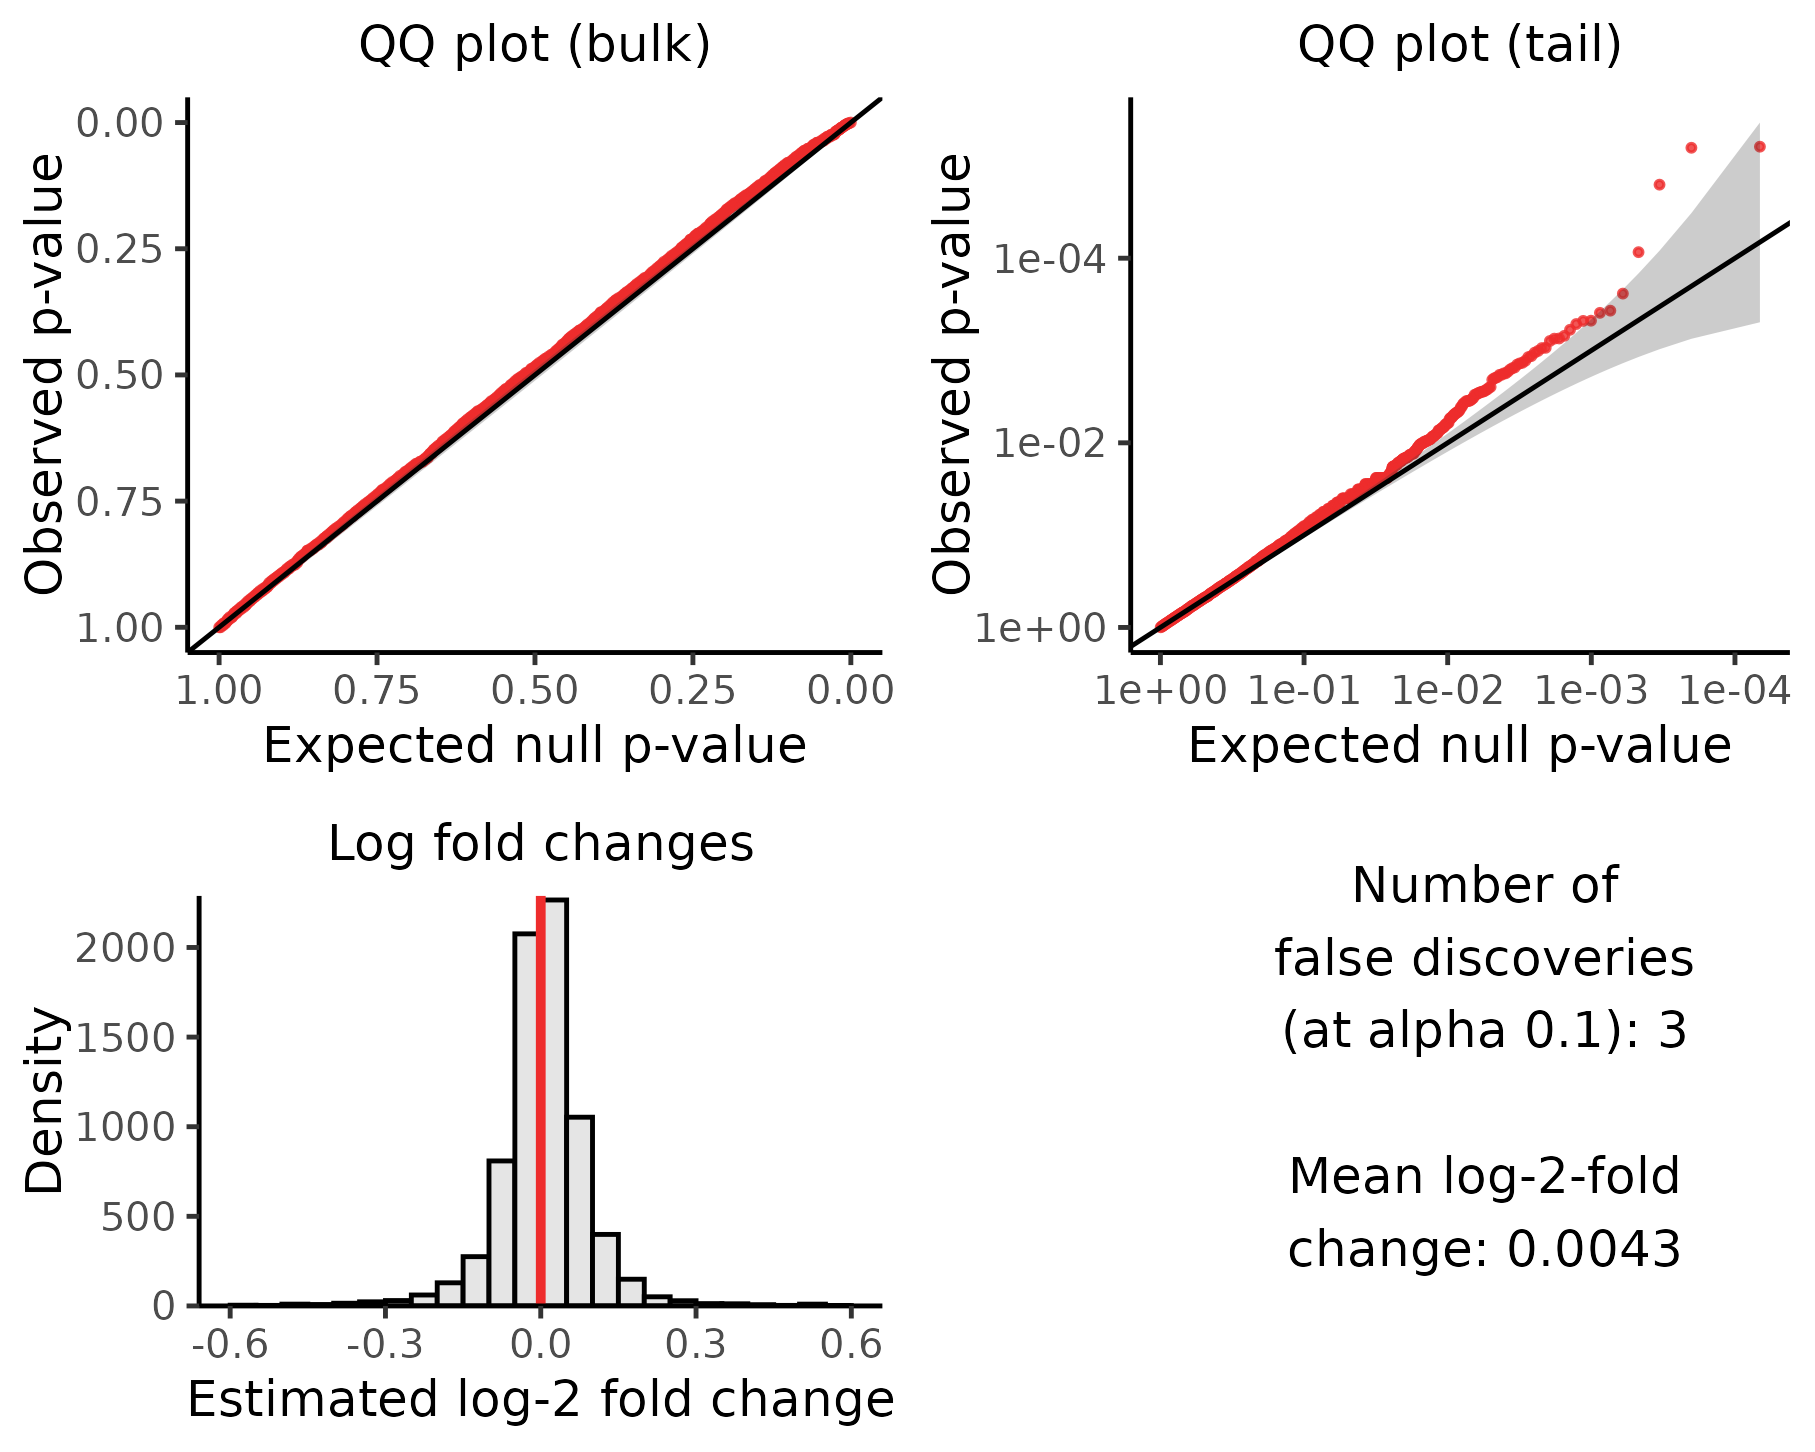 QQ plot (bulk)
Observed p-value
0.00
0.25
0.50
0.75
1.00
1.00 0.75 0.50 0.25 0.00
Expected null p-value
QQ plot (tail)
Observed p-value
1e-04
1e-02
1e+00
1e+00 1e-01 1e-02 1e-03 1e-04
Expected null p-value
Log fold changes
Density
2000
1500
1000
500
0
-0.6 -0.3 0.0 0.3 0.6
Estimated log-2 fold change
Number of
false discoveries
(at alpha 0.1): 3
Mean log-2-fold
change: 0.0043